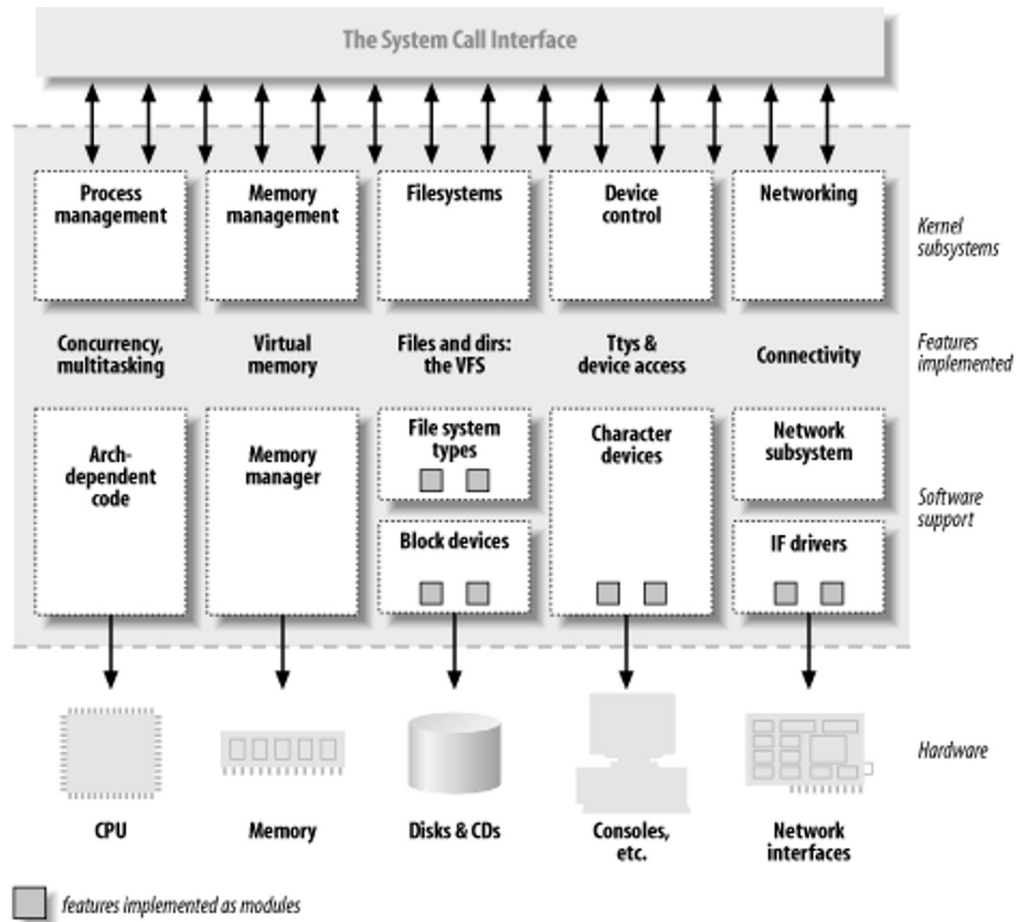 The System Call Interface
Process
management
Memory
management
Filesystems
Device
control
Networking
Kernel
subsystems
Concurrency,
multitasking
Virtual
memory
Files and dirs:
the VFS
Ttys &
device access
Connectivity
Features
implemented
Arch-
dependent
code
Memory
manager
File system
types
Block devices
Character
devices
Network
subsystem
IF drivers
Software
support
Hardware
CPU
Memory
Disks & CDs
Consoles,
etc.
Network
interfaces
features implemented as modules